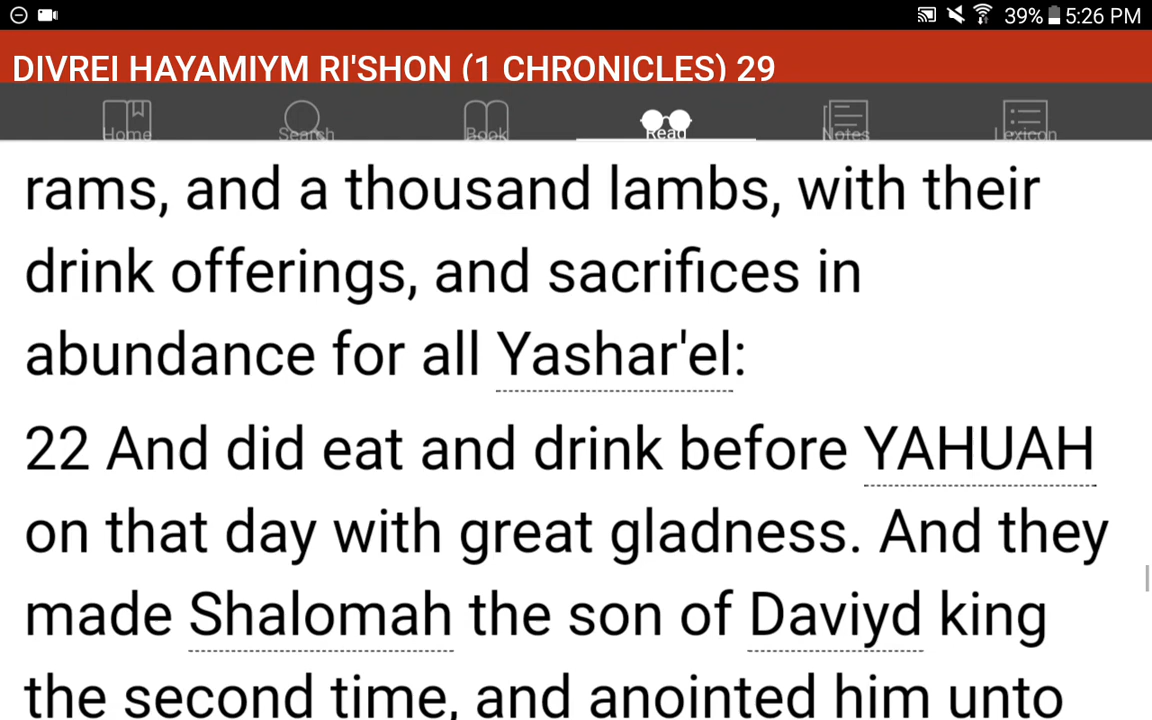 39% 5:26 PM
DIVREI HAYAMIYM RI'SHON (1 CHRONICLES) 29
Home Search Book Read Notes Lexicon
rams, and a thousand lambs, with their
drink offerings, and sacrifices in
abundance for all Yashar'el:
22 And did eat and drink before YAHUAH
on that day with great gladness. And they
made Shalomah the son of Daviyd king
the second time, and anointed him unto